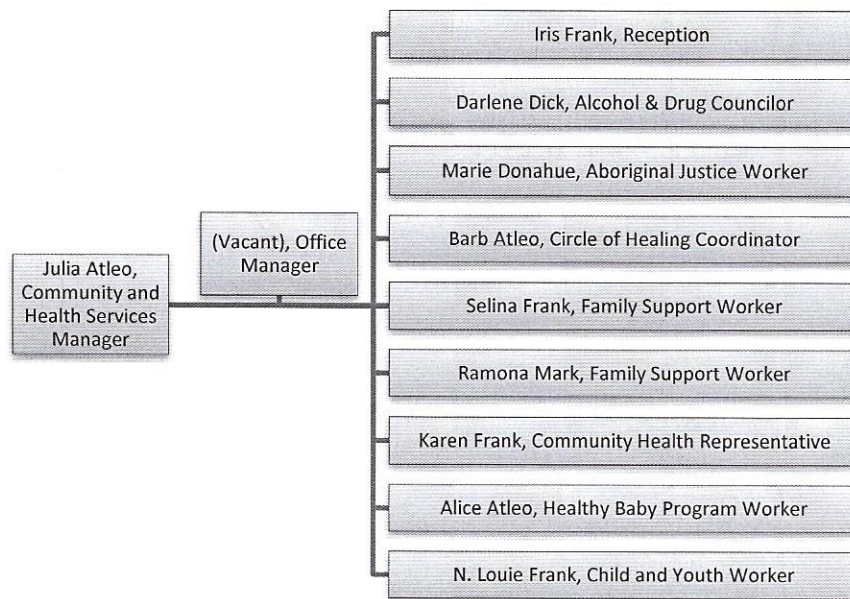 Iris Frank, Reception
Darlene Dick, Alcohol & Drug Councilor
Marie Donahue, Aboriginal Justice Worker
(Vacant), Office
Manager
Barb Atleo, Circle of Healing Coordinator
Julia Atleo,
Community and
Health Services
Manager
Selina Frank, Family Support Worker
Ramona Mark, Family Support Worker
Karen Frank, Community Health Representative
Alice Atleo, Healthy Baby Program Worker
N. Louie Frank, Child and Youth Worker